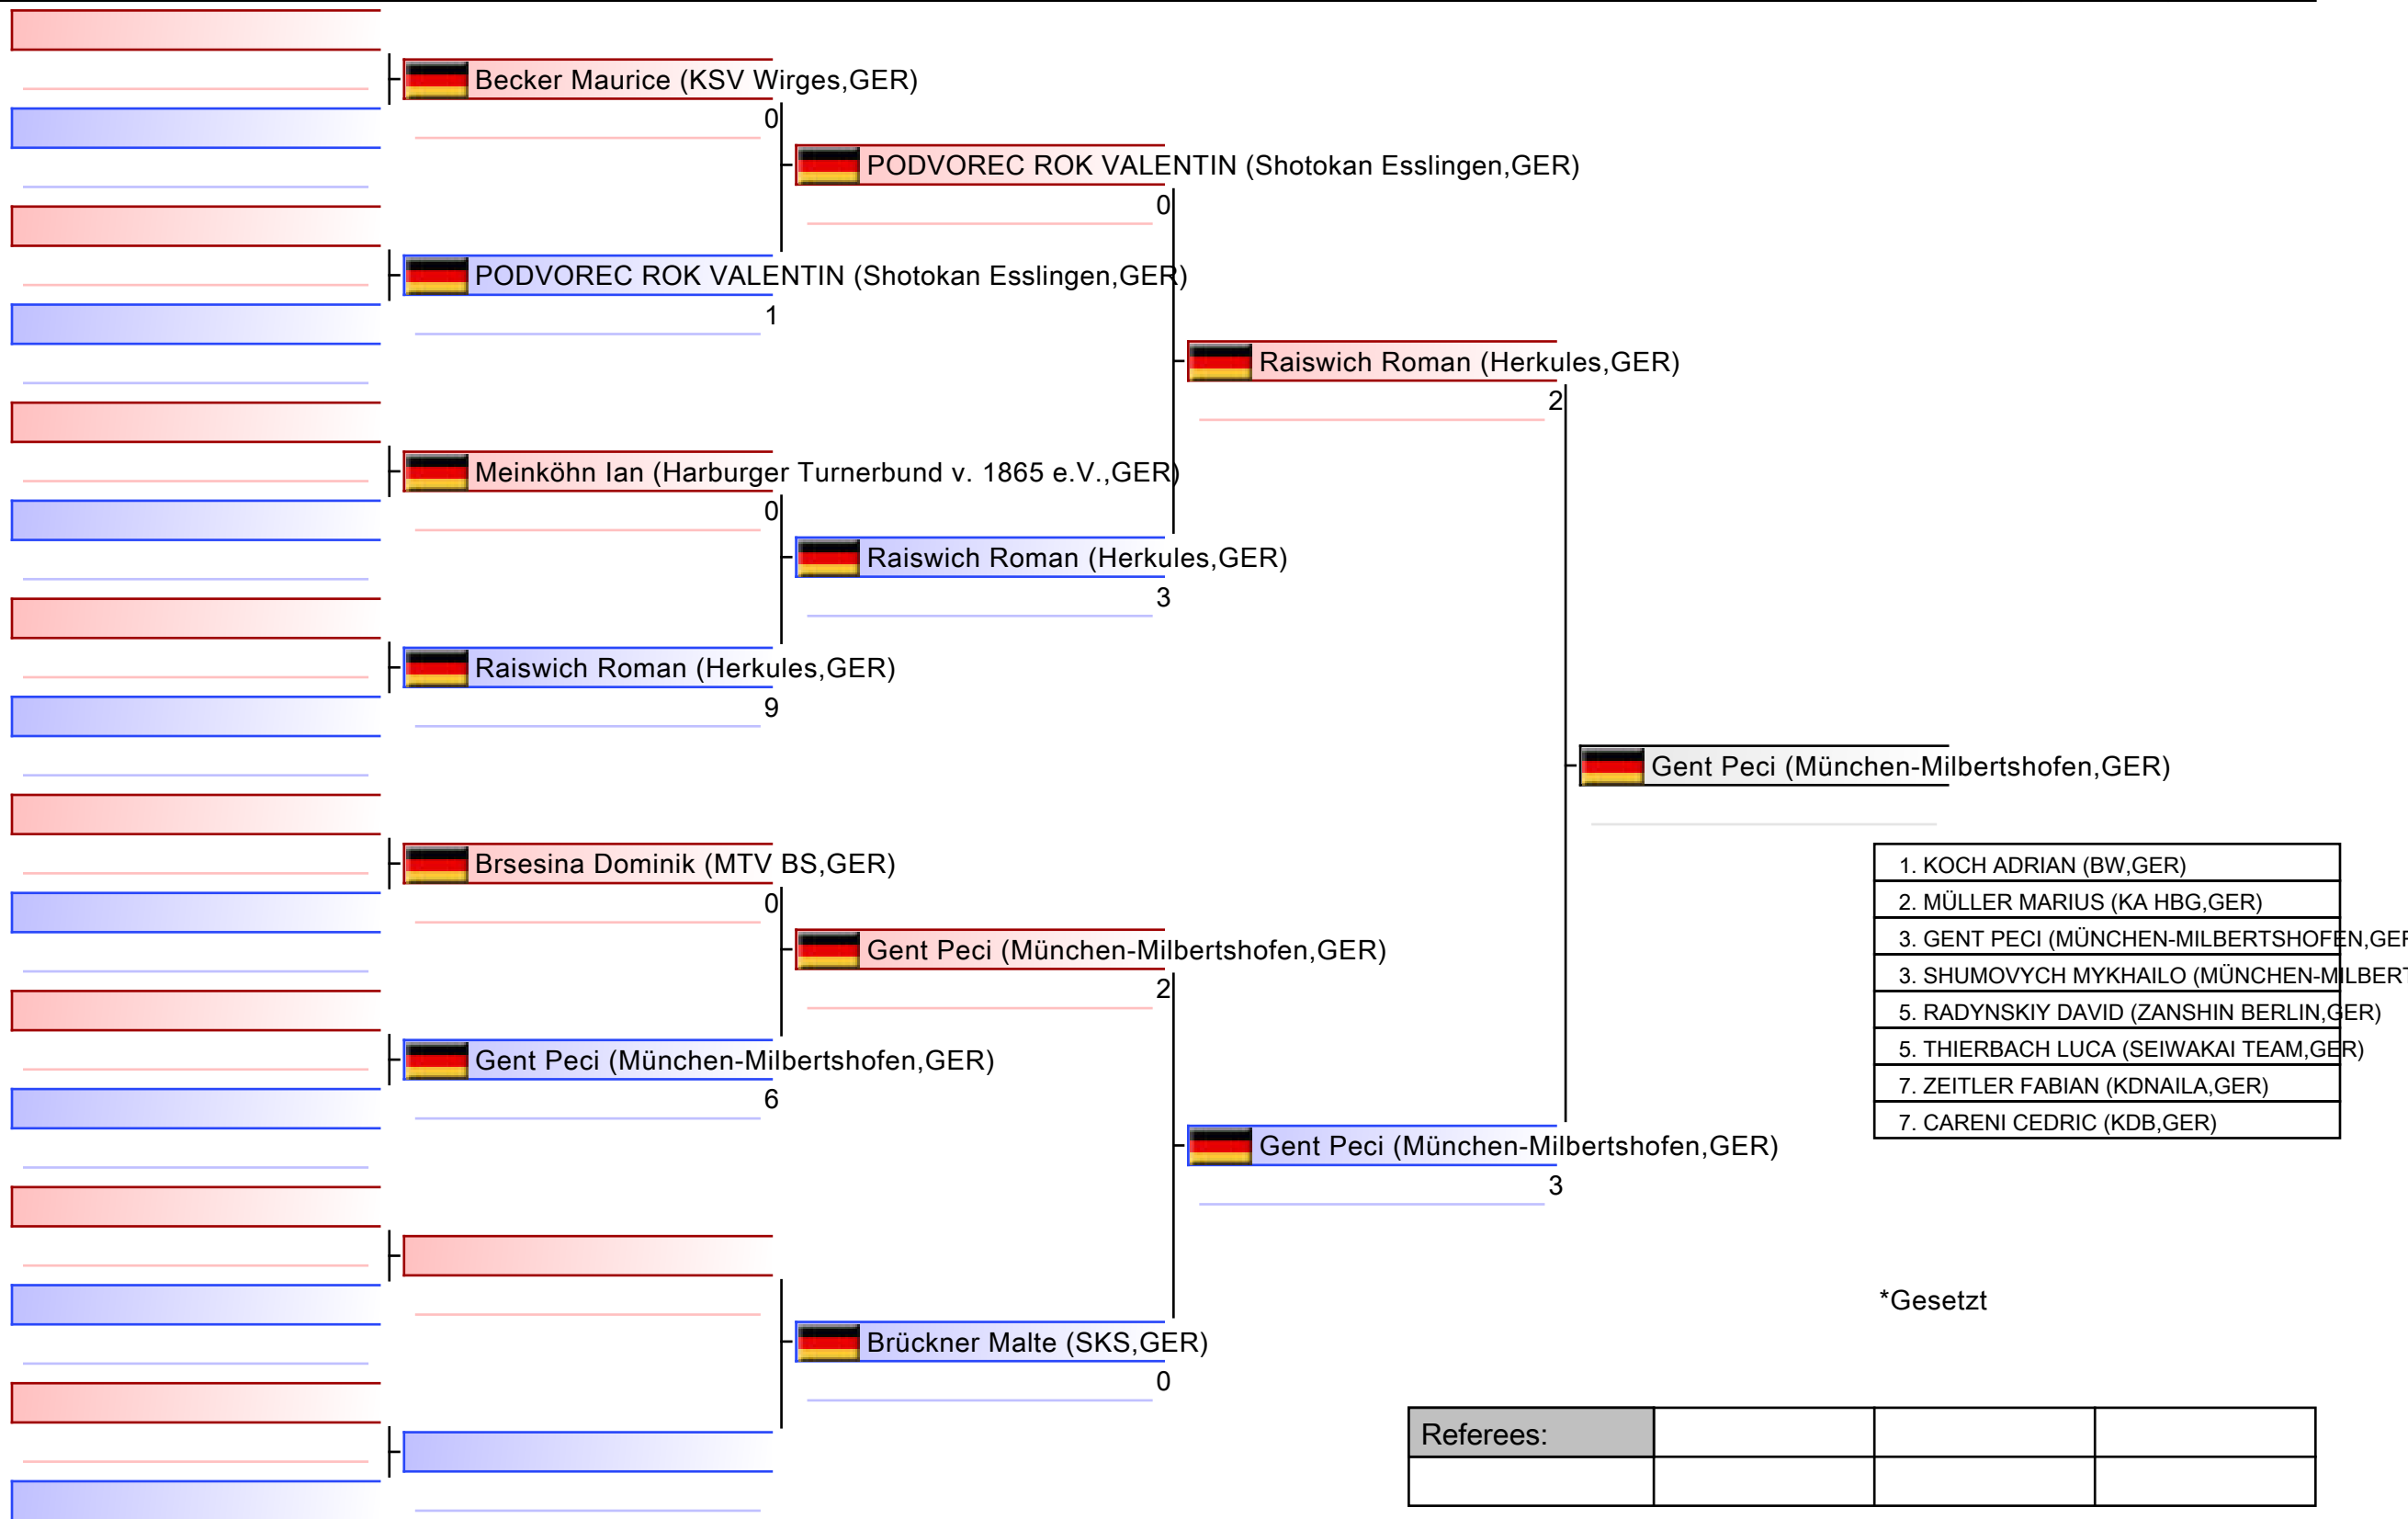 Becker Maurice (KSV Wirges,GER)
0
PODVOREC ROK VALENTIN (Shotokan Esslingen,GER)
0
PODVOREC ROK VALENTIN (Shotokan Esslingen,GER)
1
Raiswich Roman (Herkules,GER)
2
Meinköhn Ian (Harburger Turnerbund v. 1865 e.V.,GER)
0
Raiswich Roman (Herkules,GER)
3
Raiswich Roman (Herkules,GER)
9
Gent Peci (München-Milbertshofen,GER)
Brsesina Dominik (MTV BS,GER)
0
Gent Peci (München-Milbertshofen,GER)
2
Gent Peci (München-Milbertshofen,GER)
6
Gent Peci (München-Milbertshofen,GER)
3
Brückner Malte (SKS,GER)
0
1. KOCH ADRIAN (BW,GER)
2. MÜLLER MARIUS (KA HBG,GER)
3. GENT PECI (MÜNCHEN-MILBERTSHOFEN,GER
3. SHUMOVYCH MYKHAILO (MÜNCHEN-MILBERT
5. RADYNSKIY DAVID (ZANSHIN BERLIN,GER)
5. THIERBACH LUCA (SEIWAKAI TEAM,GER)
7. ZEITLER FABIAN (KDNAILA,GER)
7. CARENI CEDRIC (KDB,GER)
*Gesetzt
Referees: